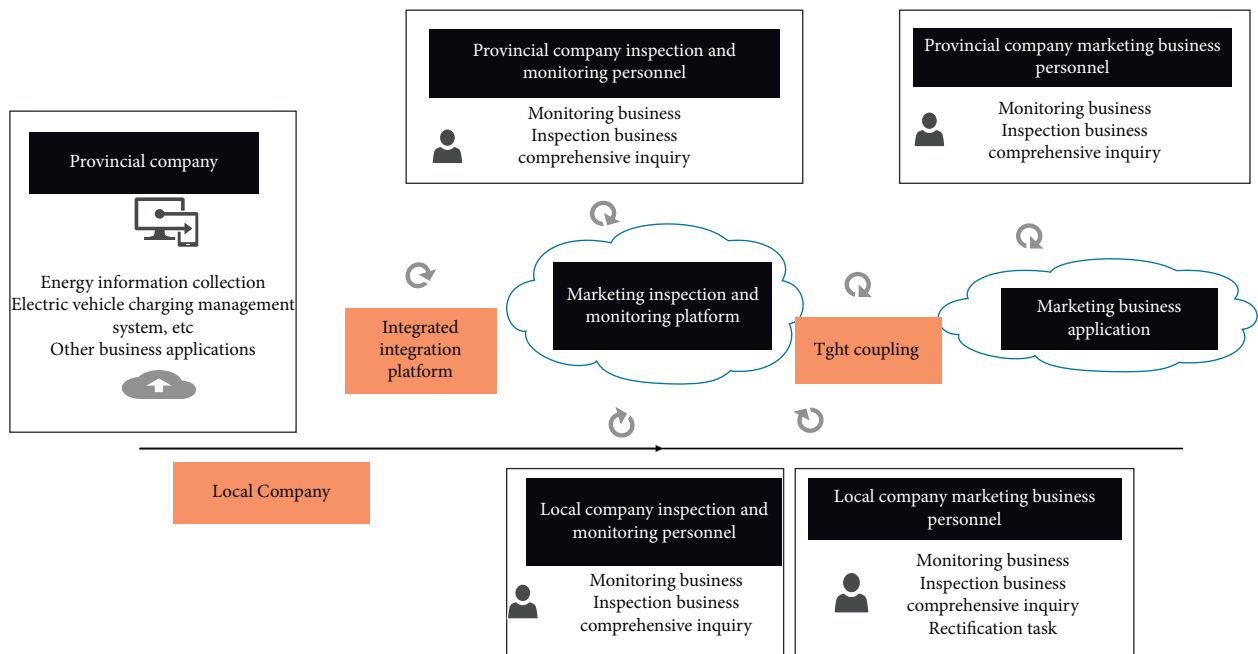 Provincial company inspection and
monitoring personnel
Monitoring business
Inspection business
comprehensive inquiry
Provincial company marketing business
personnel
Monitoring business
Inspection business
comprehensive inquiry
Provincial company
Energy information collection
Electric vehicle charging management
system, etc
Other business applications
Integrated
integration
platform
Marketing inspection and
monitoring platform
Tght coupling
Marketing business
application
Local Company
Local company inspection and
monitoring personnel
Monitoring business
Inspection business
comprehensive inquiry
Local company marketing business
personnel
Monitoring business
Inspection business
comprehensive inquiry
Rectification task